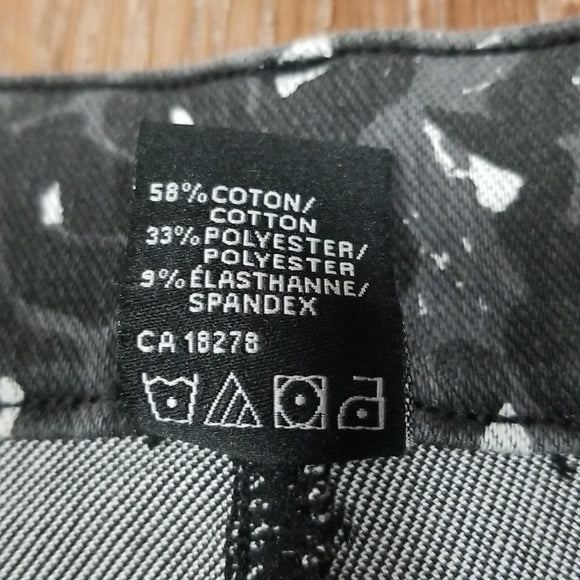 58% COTON/
COTTON
33% POLYESTER/
POLYESTER
9% ÉLASTHANNE/
SPANDEX
CA 18278